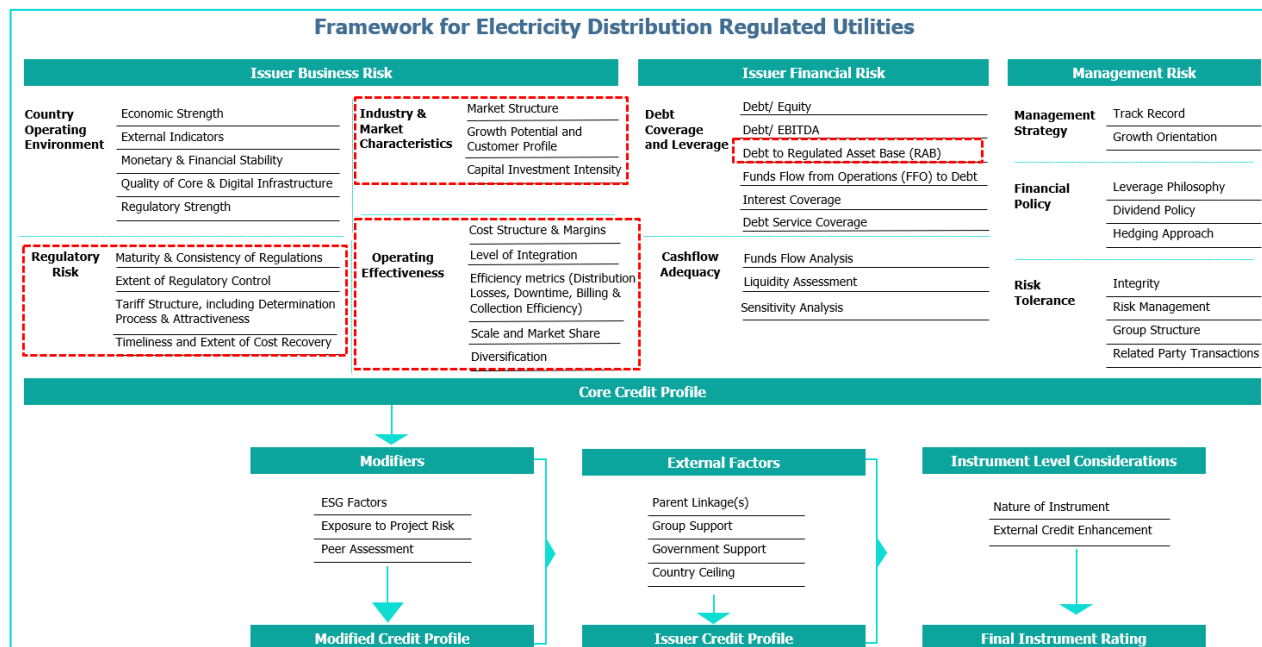 Framework for Electricity Distribution Regulated Utilities
Issuer Business Risk
Country
Operating
Environment
Economic Strength
External Indicators
Monetary & Financial Stability
Quality of Core & Digital Infrastructure
Regulatory Strength
Industry &
Market
Characteristics
Market Structure
Growth Potential and
Customer Profile
Capital Investment Intensity
Regulatory
Risk
Maturity & Consistency of Regulations
Extent of Regulatory Control
Tariff Structure, including Determination
Process & Attractiveness
Timeliness and Extent of Cost Recovery
Operating
Effectiveness
Cost Structure & Margins
Level of Integration
Efficiency metrics (Distribution
Losses, Downtime, Billing &
Collection Efficiency)
Scale and Market Share
Diversification
Issuer Financial Risk
Debt
Coverage
and Leverage
Debt/ Equity
Debt/ EBITDA
Debt to Regulated Asset Base (RAB)
Funds Flow from Operations (FFO) to Debt
Interest Coverage
Debt Service Coverage
Cashflow
Adequacy
Funds Flow Analysis
Liquidity Assessment
Sensitivity Analysis
Management Risk
Management
Strategy
Track Record
Growth Orientation
Financial
Policy
Leverage Philosophy
Dividend Policy
Hedging Approach
Risk
Tolerance
Integrity
Risk Management
Group Structure
Related Party Transactions
Core Credit Profile
Modifiers
ESG Factors
Exposure to Project Risk
Peer Assessment
Modified Credit Profile
External Factors
Parent Linkage(s)
Group Support
Government Support
Country Ceiling
Issuer Credit Profile
Instrument Level Considerations
Nature of Instrument
External Credit Enhancement
Final Instrument Rating